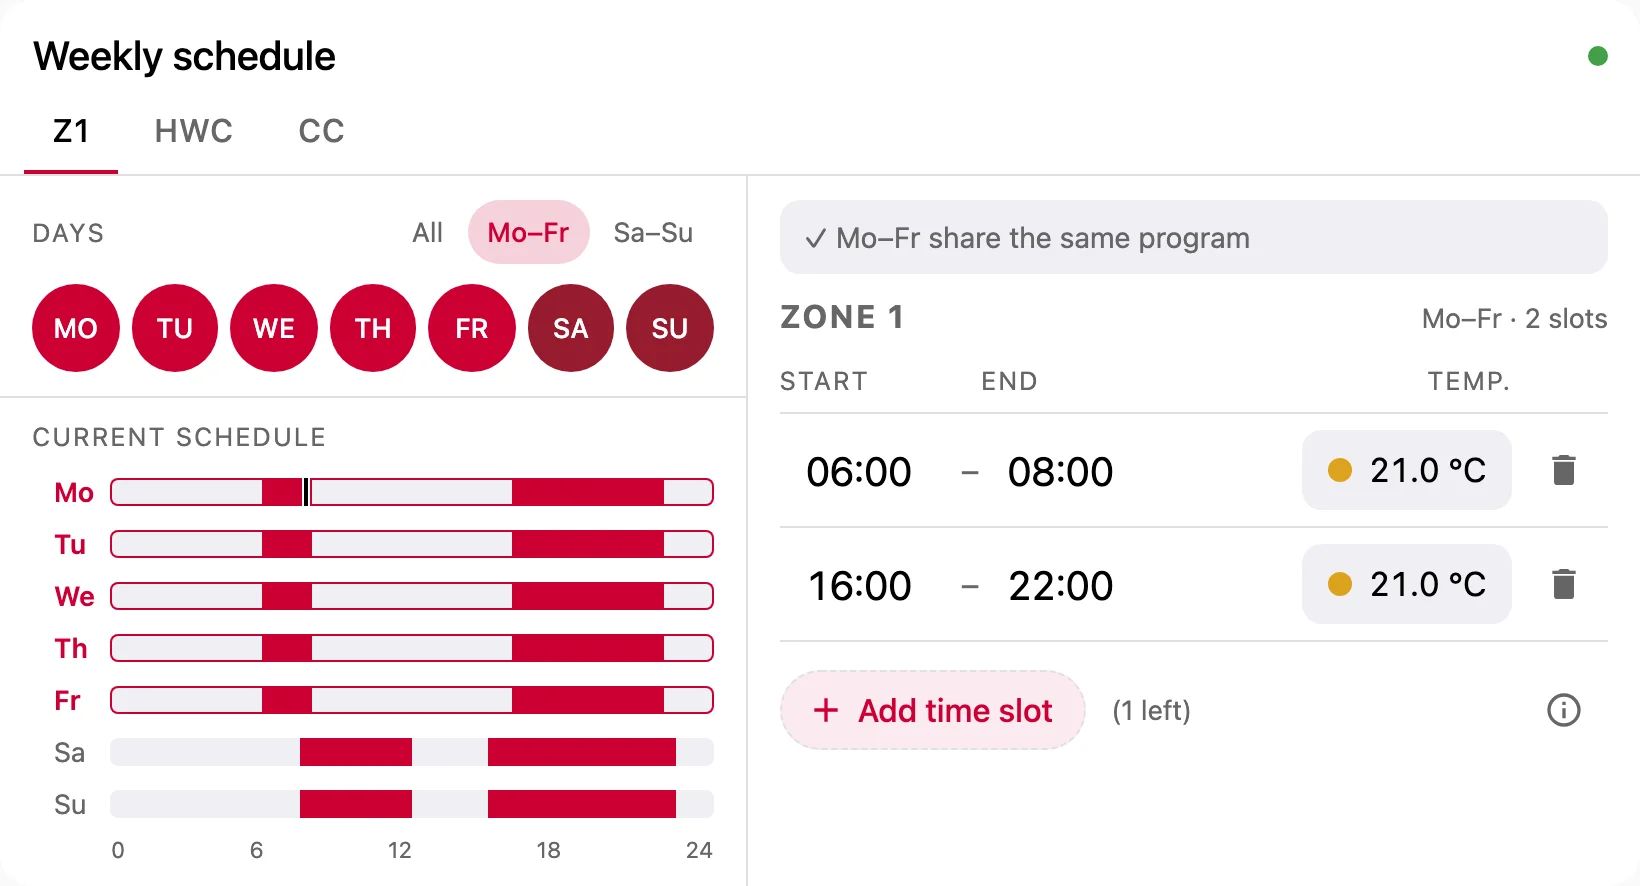 Weekly schedule
Z1 HWC CC
DAYS All Mo–Fr Sa–Su
MO TU WE TH FR SA SU
CURRENT SCHEDULE
Mo
Tu
We
Th
Fr
Sa
Su
0 6 12 18 24
✓ Mo–Fr share the same program
ZONE 1 Mo–Fr · 2 slots
START END TEMP.
06:00 – 08:00 21.0 °C
16:00 – 22:00 21.0 °C
+ Add time slot (1 left)